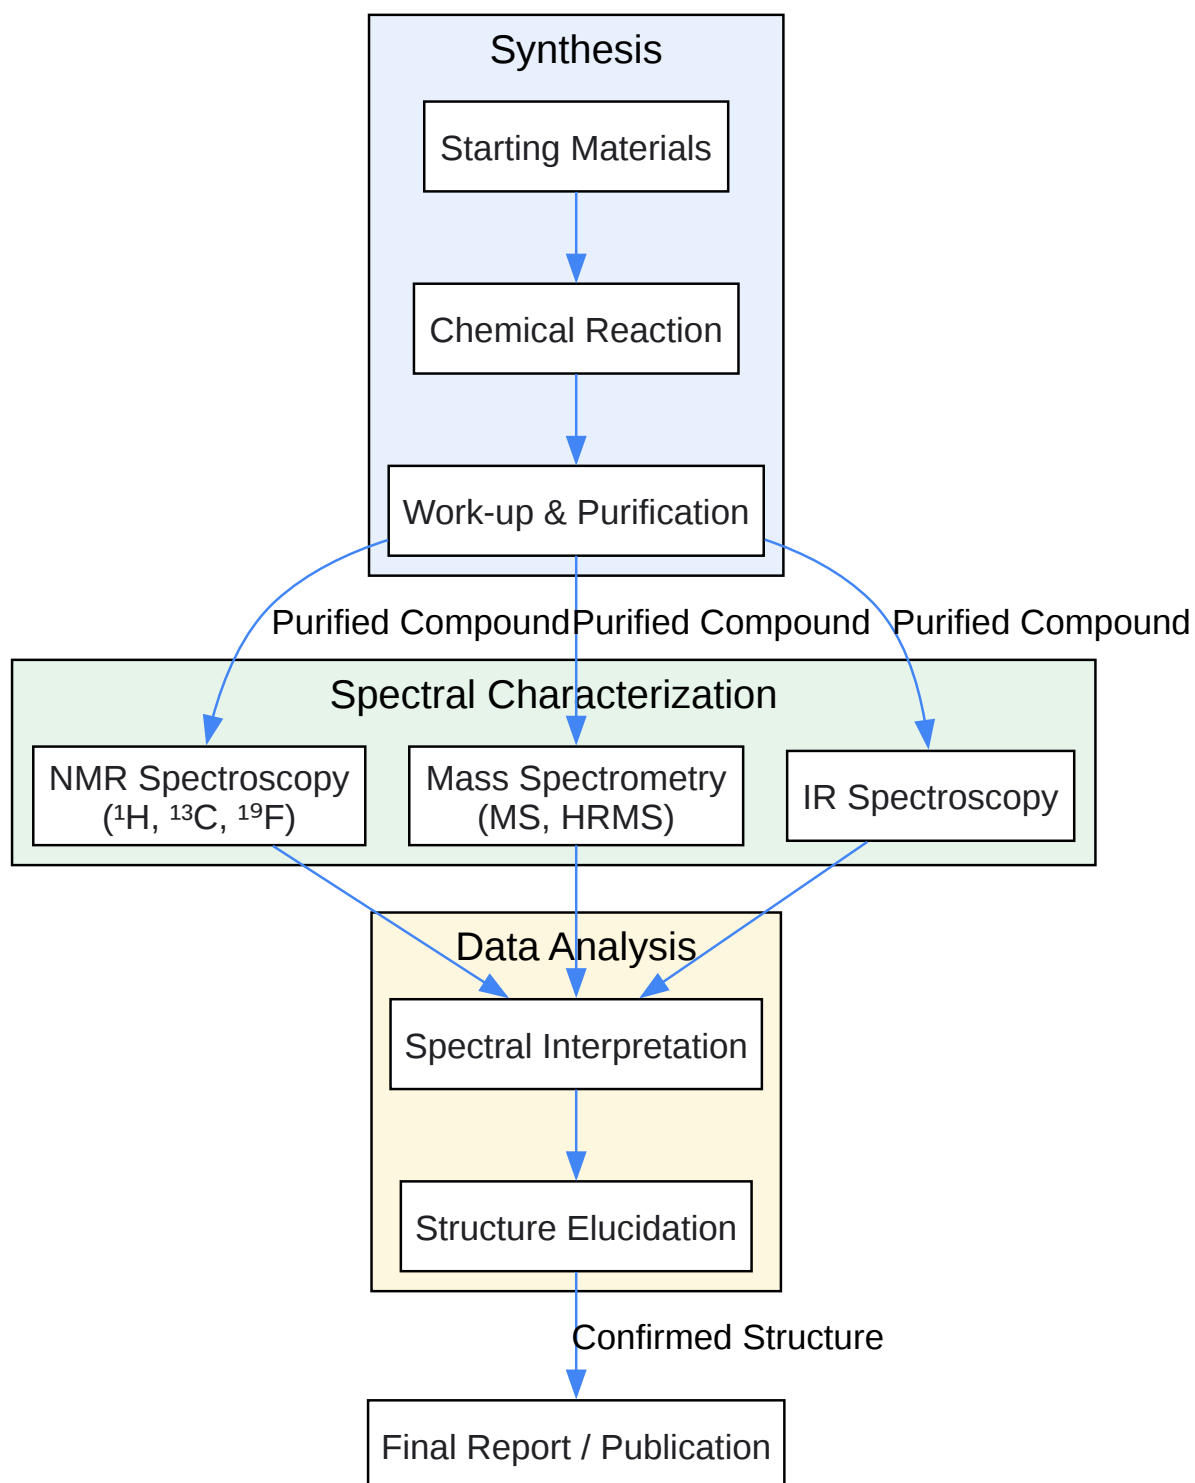 Synthesis
Starting Materials
Chemical Reaction
Work-up & Purification
Purified Compound
Purified Compound
Purified Compound
Spectral Characterization
NMR Spectroscopy
(¹H, ¹³C, ¹⁹F)
Mass Spectrometry
(MS, HRMS)
IR Spectroscopy
Data Analysis
Spectral Interpretation
Structure Elucidation
Confirmed Structure
Final Report / Publication